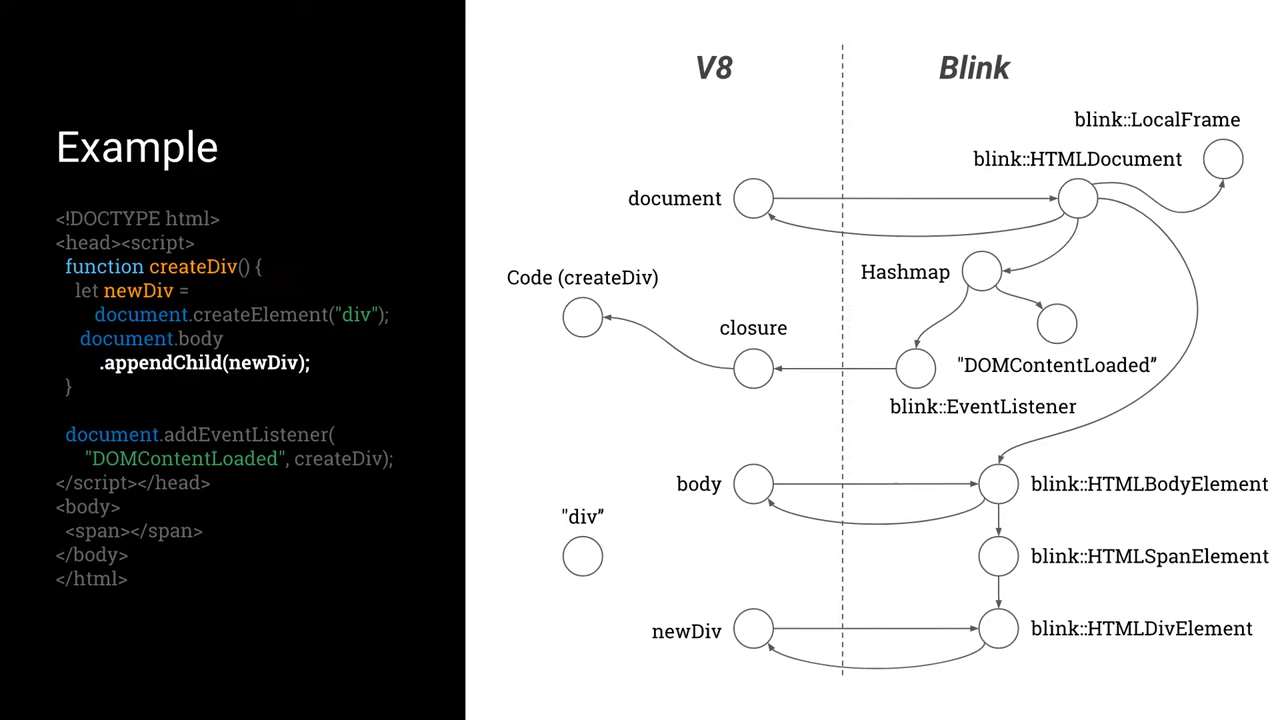 Example
<!DOCTYPE html>
<head><script>
function createDiv() {
let newDiv =
document.createElement("div");
document.body
.appendChild(newDiv);
}
document.addEventListener(
"DOMContentLoaded", createDiv);
</script></head>
<body>
<span></span>
</body>
</html>
V8
Blink
blink::LocalFrame
blink::HTMLDocument
document
Hashmap
Code (createDiv)
closure
"DOMContentLoaded”
blink::EventListener
body
blink::HTMLBodyElement
"div”
blink::HTMLSpanElement
newDiv
blink::HTMLDivElement